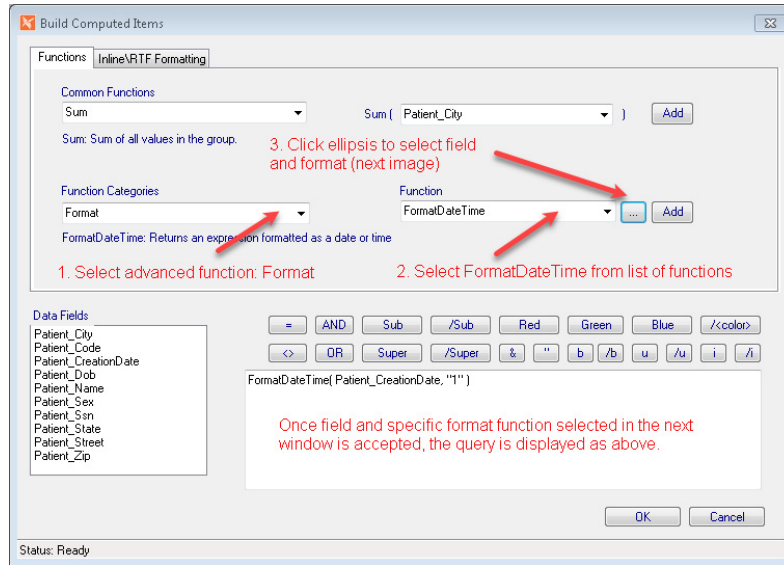 Build Computed Items
Functions
Inline\RTF Formatting
Common Functions
Sum
Sum (
Patient_City
)
Add
Sum: Sum of all values in the group.
3. Click ellipsis to select field
and format (next image)
Function Categories
Function
Format
FormatDateTime
...
Add
FormatDateTime: Returns an expression formatted as a date or time
1. Select advanced function: Format
2. Select FormatDateTime from list of functions
Data Fields
Patient_City
Patient_Code
Patient_CreationDate
Patient_Dob
Patient_Name
Patient_Sex
Patient_Ssn
Patient_State
Patient_Street
Patient_Zip
= AND Sub /Sub Red Green Blue /<color>
<> OR Super /Super & " b /b u /u i /i
FormatDateTime( Patient_CreationDate, "1" )
Once field and specific format function selected in the next
window is accepted, the query is displayed as above.
OK
Cancel
Status: Ready